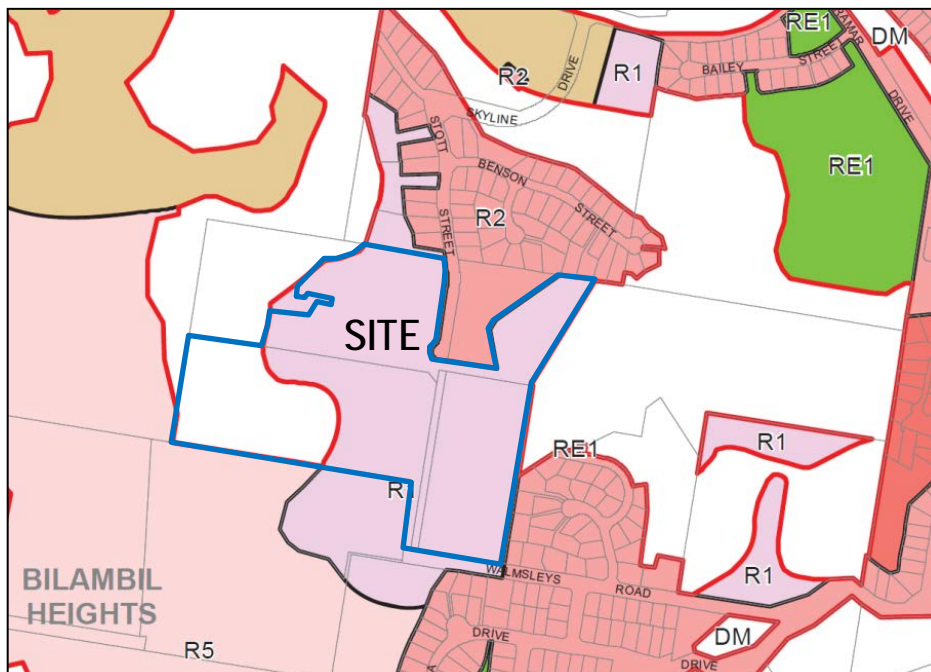 RE1
DM
R1
R2
BAILEY
STREET
DRIVE
DRIVE
SKYLINE
STOTT
STREET
BENSON
STREET
R2
RE1
SITE
R1
RE1
R1
WALMSLEYS
ROAD
BILAMBIL
HEIGHTS
R5
DRIVE
DM
DRIVE